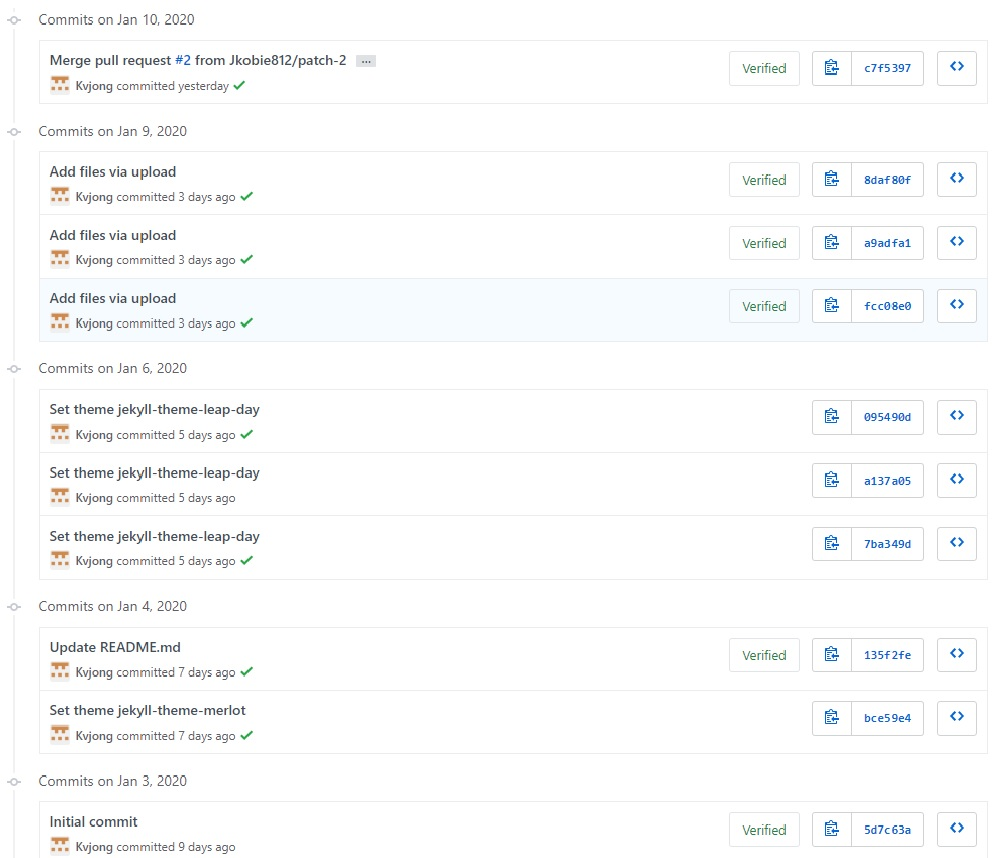 Commits on Jan 10, 2020
Merge pull request #2 from Jkobie812/patch-2 ...
Kvjong committed yesterday
Verified
c7f5397
Commits on Jan 9, 2020
Add files via upload
Kvjong committed 3 days ago
Verified
8daf80f
Add files via upload
Kvjong committed 3 days ago
Verified
a9adfa1
Add files via upload
Kvjong committed 3 days ago
Verified
fcc08e0
Commits on Jan 6, 2020
Set theme jekyll-theme-leap-day
Kvjong committed 5 days ago
095490d
Set theme jekyll-theme-leap-day
Kvjong committed 5 days ago
a137a05
Set theme jekyll-theme-leap-day
Kvjong committed 5 days ago
7ba349d
Commits on Jan 4, 2020
Update README.md
Kvjong committed 7 days ago
Verified
135f2fe
Set theme jekyll-theme-merlot
Kvjong committed 7 days ago
bce59e4
Commits on Jan 3, 2020
Initial commit
Kvjong committed 9 days ago
Verified
5d7c63a